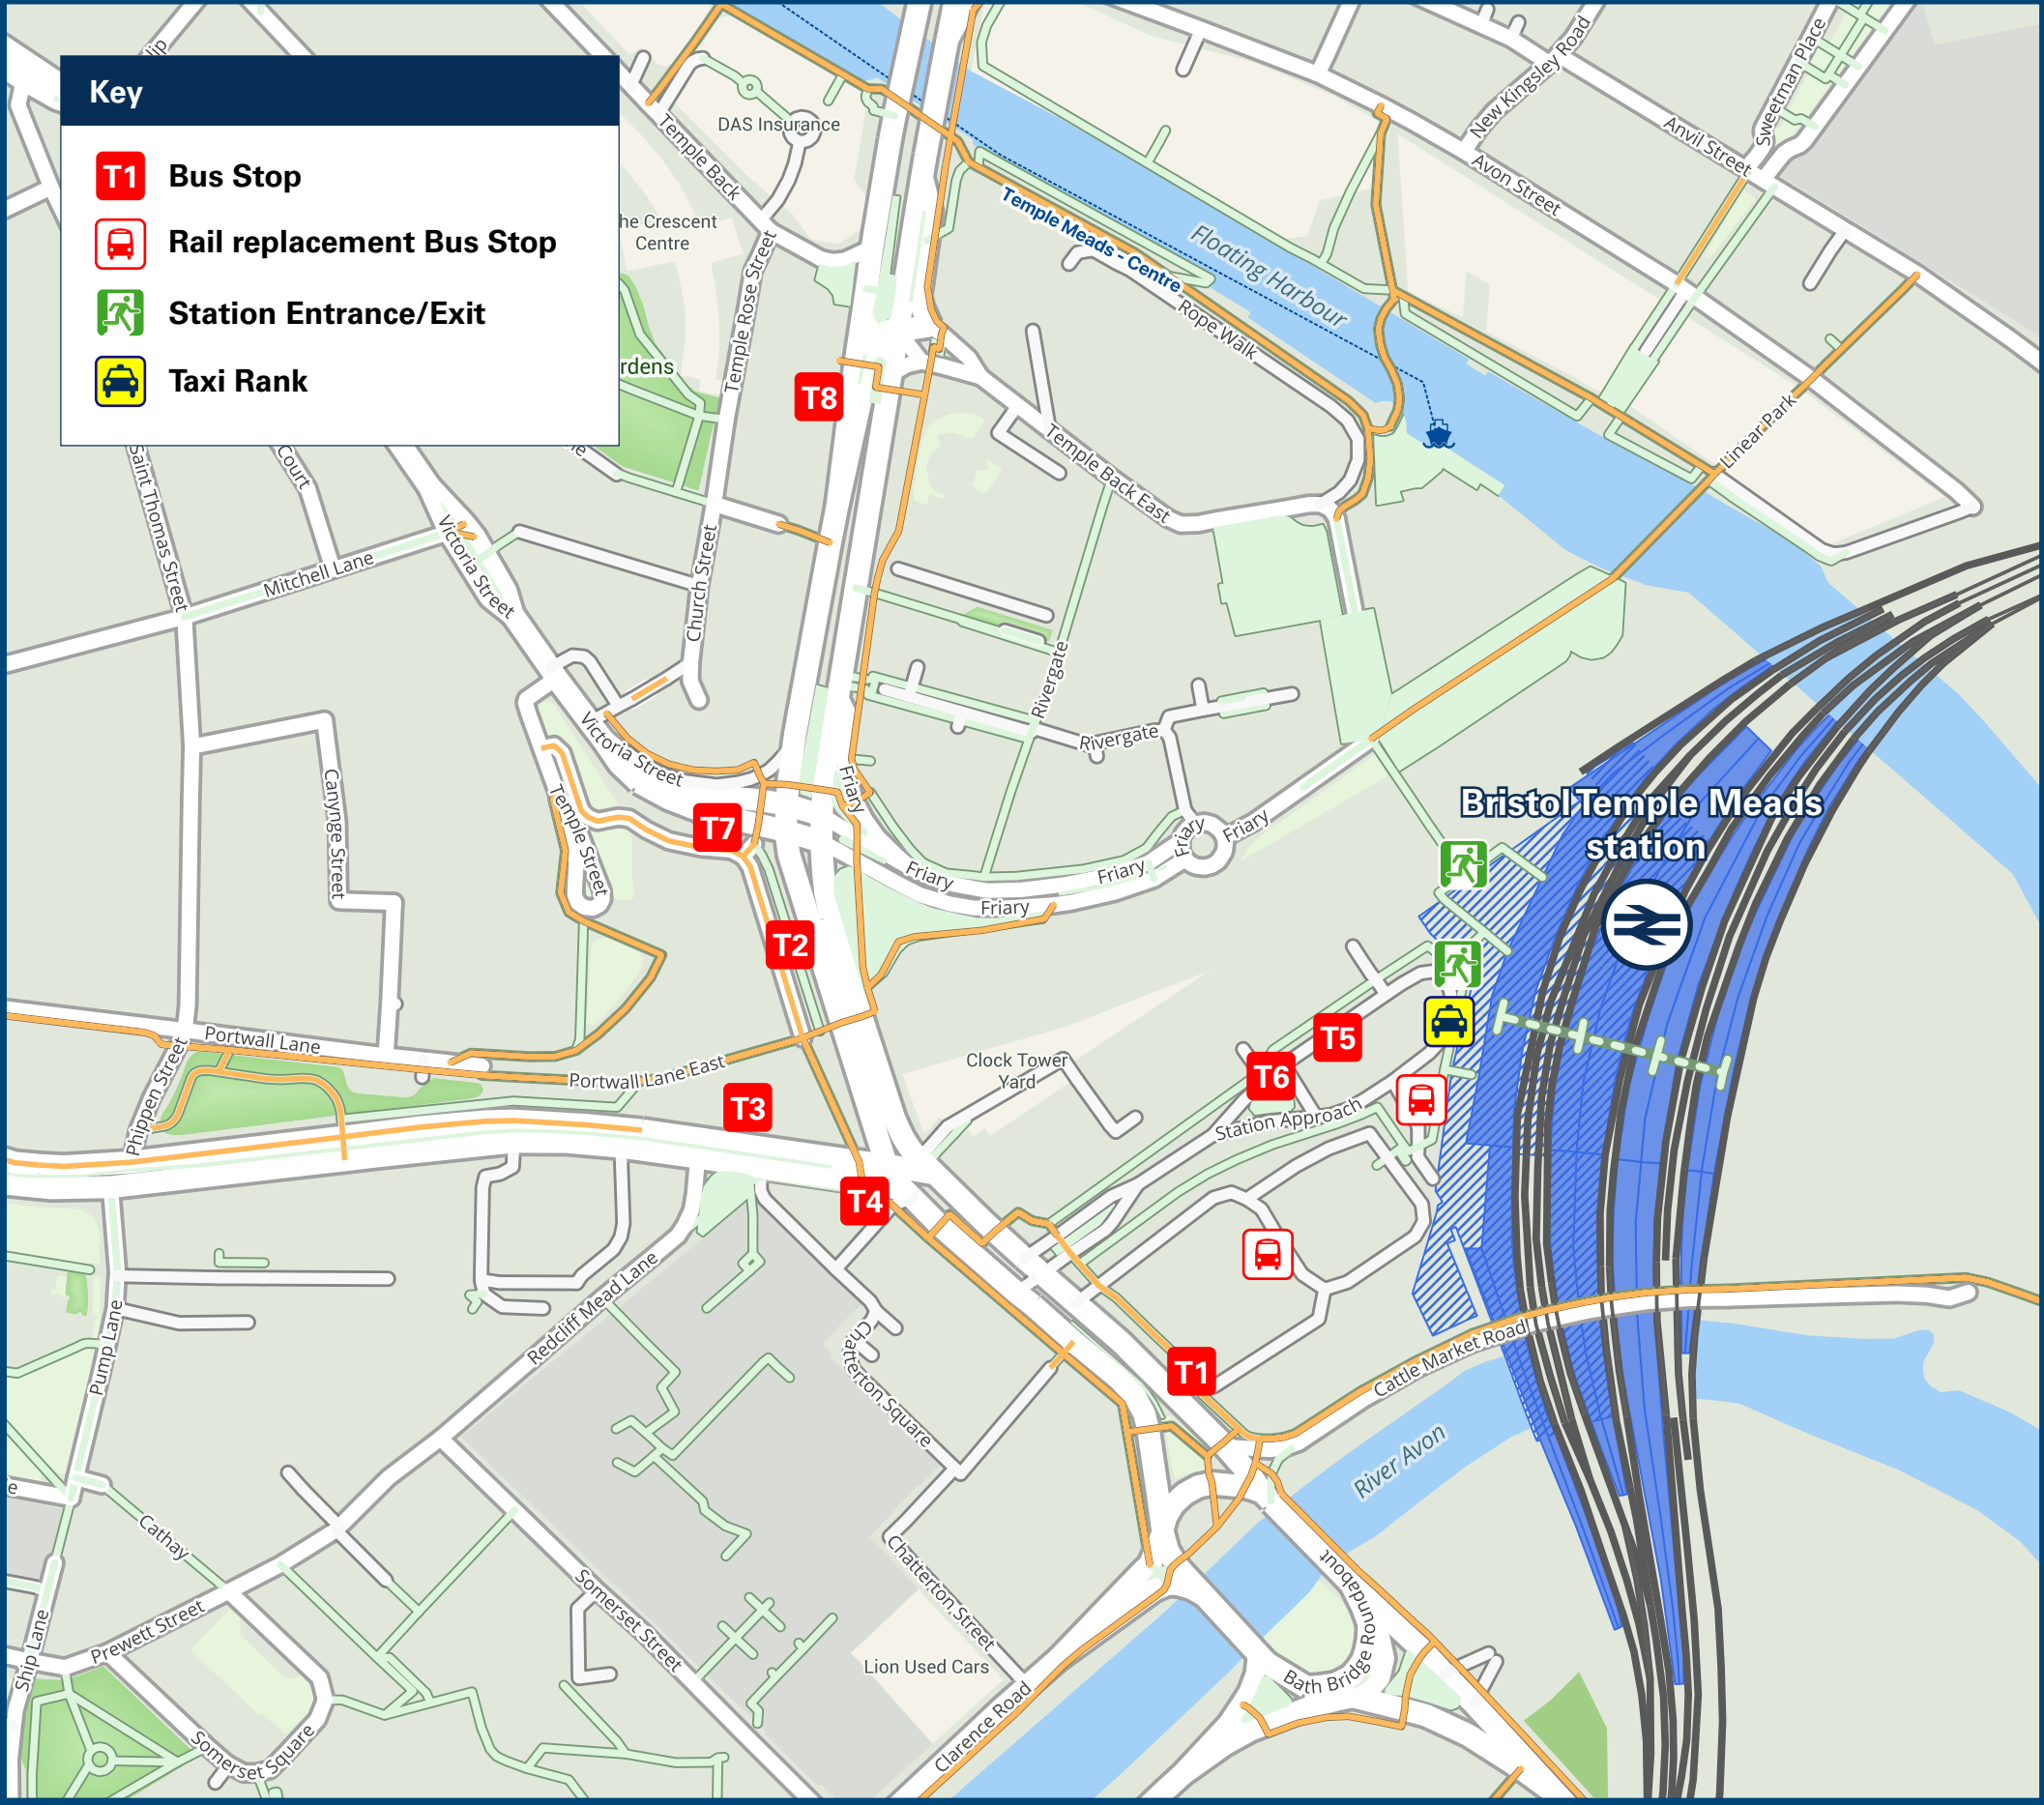 Key
T1 Bus Stop
Rail replacement Bus Stop
Station Entrance/Exit
Taxi Rank
DAS Insurance
Temple Back
he Crescent
Centre
Temple Rose Street
rdens
T8
Temple Meads - Centre
Floating Harbour
Rope Walk
Temple Back East
New Kingsley Road
Avon Street
Anvil Street
Sweetman Place
Linear Park
Saint Thomas Street
Court
Mitchell Lane
Victoria Street
Church Street
Victoria Street
Rivergate
Rivergate
Canynge Street
Temple Street
T7
Friary
Friary
Friary
Friary
Friary
Friary
T2
Bristol Temple Meads
station
Portwall Lane
Portwall Lane East
Phippen Street
T3
Clock Tower
Yard
T5
T6
Station Approach
T4
T1
Pump Lane
Redcliff Mead Lane
Chatterton Square
Cattle Market Road
River Avon
Cathay
Prewett Street
Ship Lane
Somerset Street
Chatterton Street
Somerset Square
Lion Used Cars
Clarence Road
Bath Bridge Roundabout